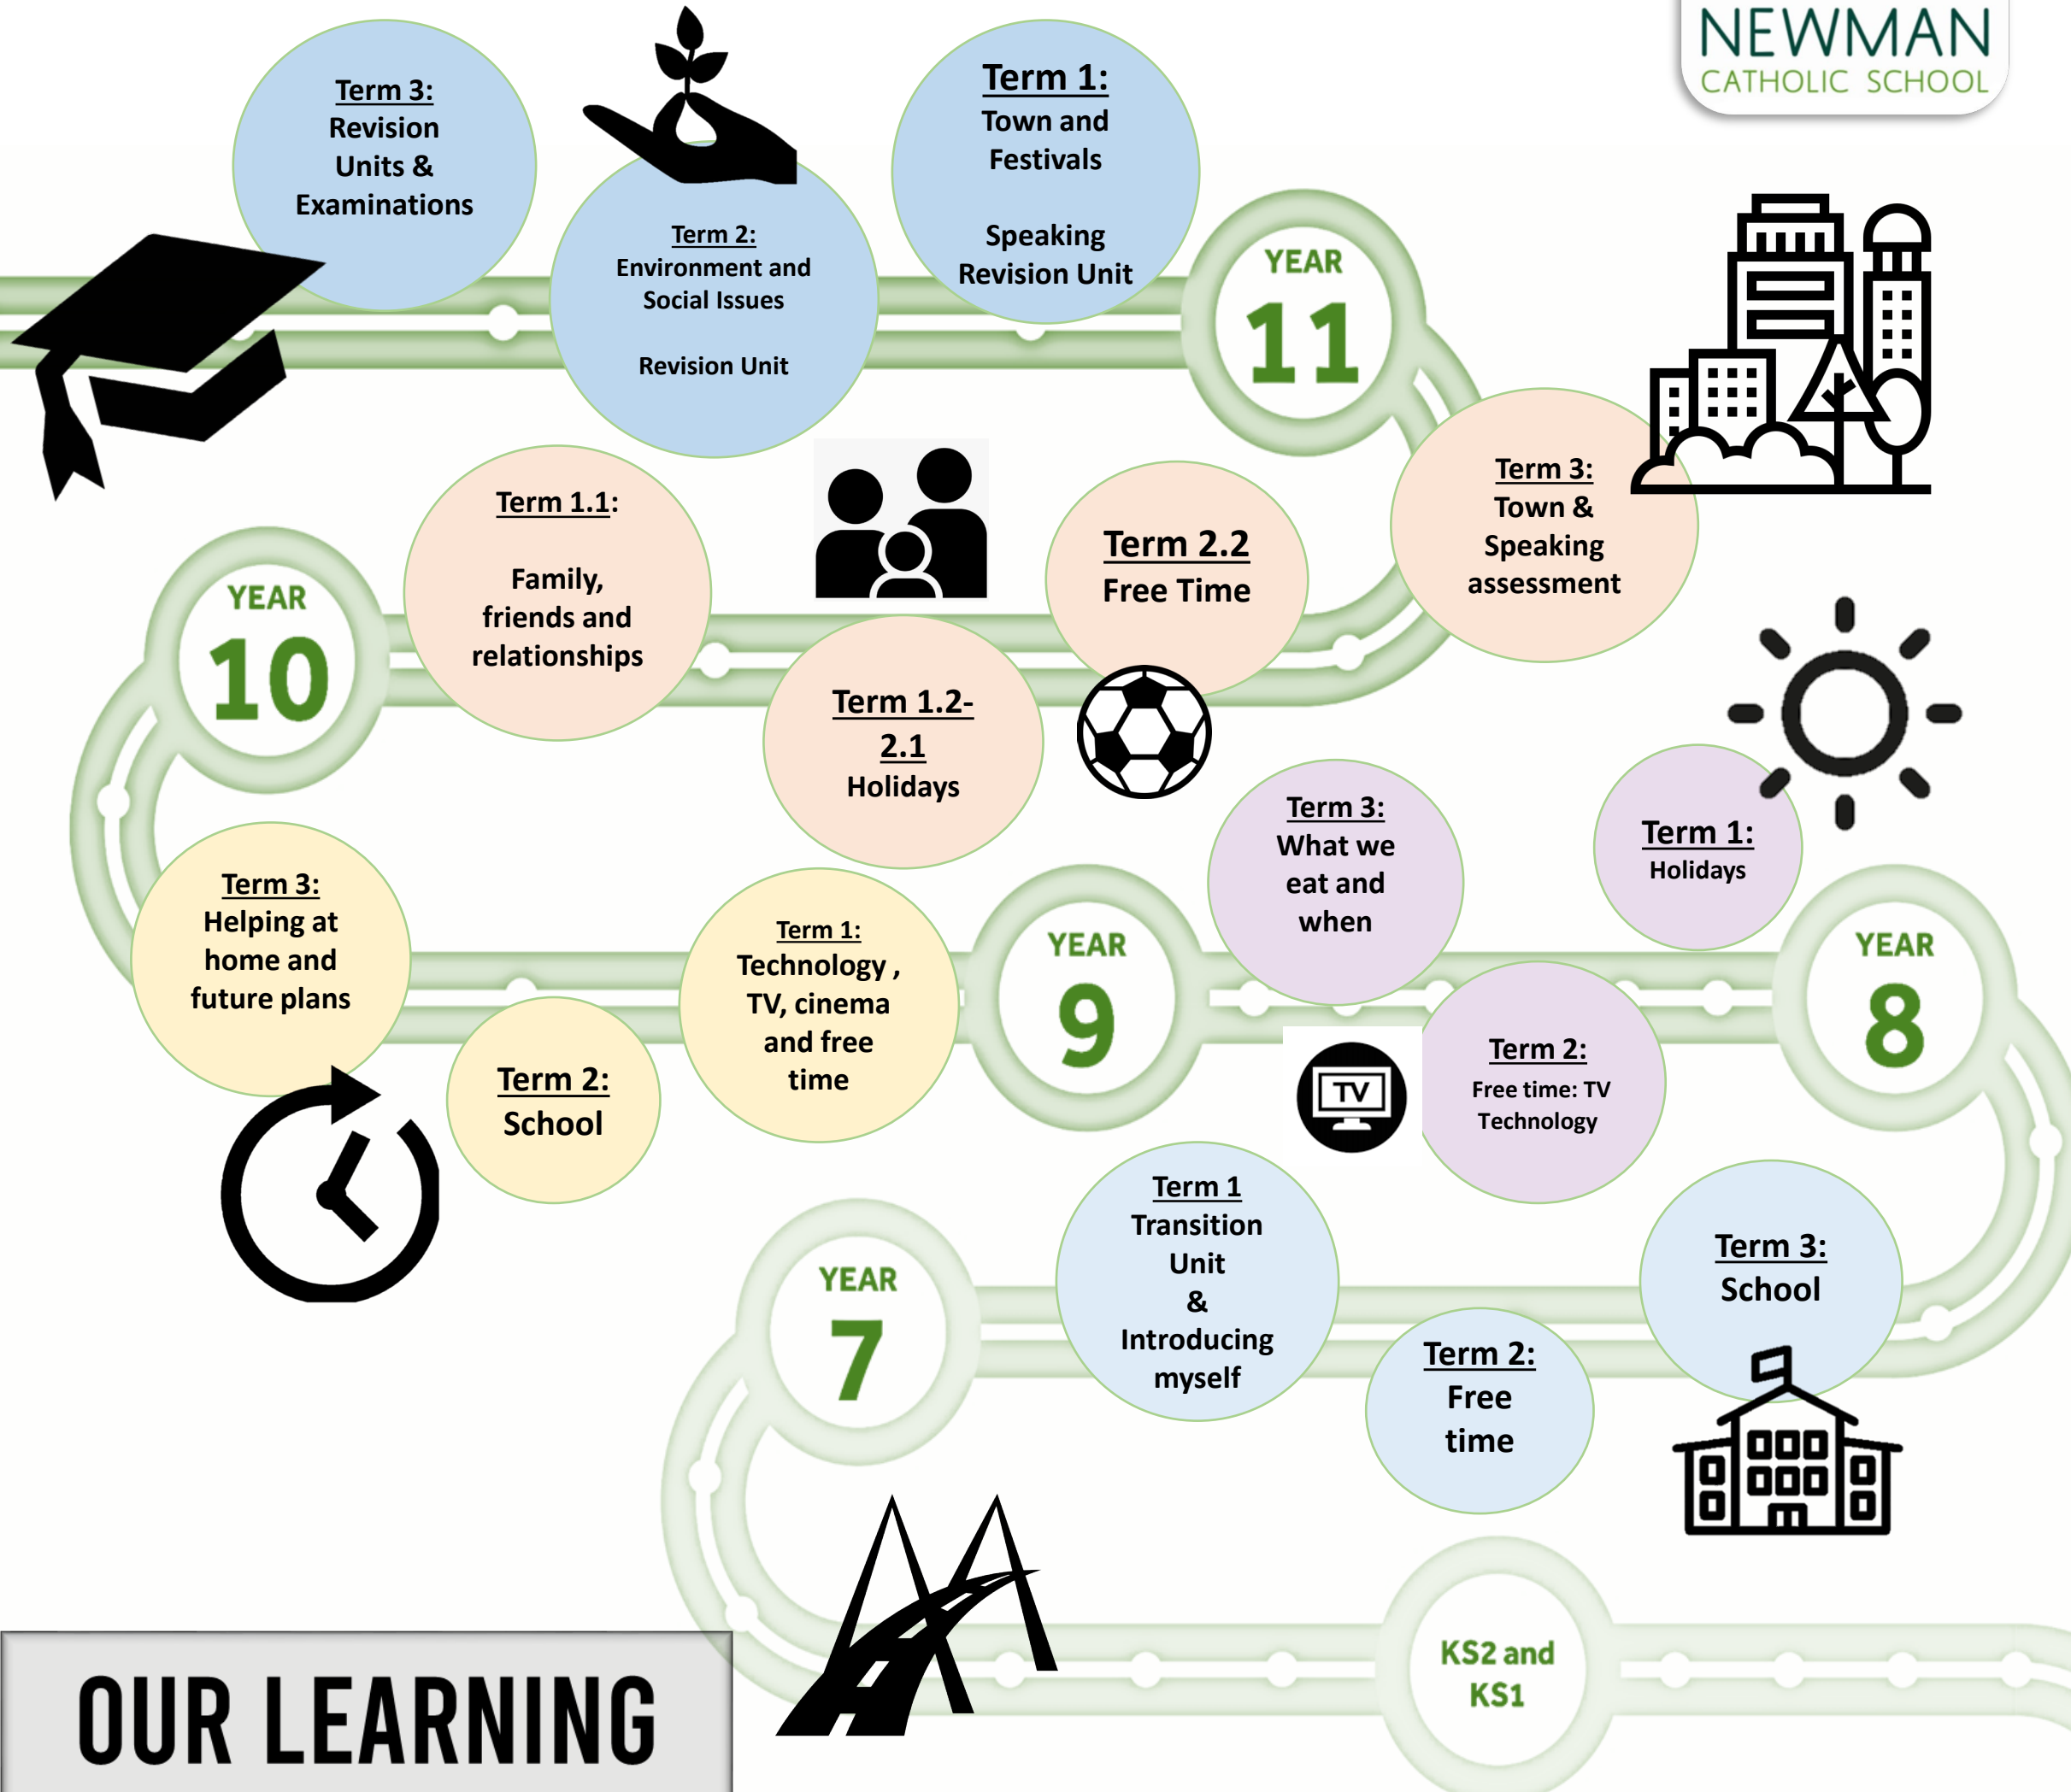 NEWMAN
CATHOLIC SCHOOL
Term 3:
Revision
Units &
Examinations
Term 2:
Environment and
Social Issues
Revision Unit
Term 1:
Town and
Festivals
Speaking
Revision Unit
YEAR
11
YEAR
10
Term 1.1:
Family,
friends and
relationships
Term 1.2-
2.1
Holidays
Term 2.2
Free Time
Term 3:
Town &
Speaking
assessment
Term 3:
Helping at
home and
future plans
Term 2:
School
Term 1:
Technology ,
TV, cinema
and free
time
YEAR
9
Term 3:
What we
eat and
when
TV
Term 2:
Free time: TV
Technology
Term 1:
Holidays
YEAR
8
YEAR
7
Term 1
Transition
Unit
&
Introducing
myself
Term 2:
Free
time
Term 3:
School
KS2 and
KS1
OUR LEARNING